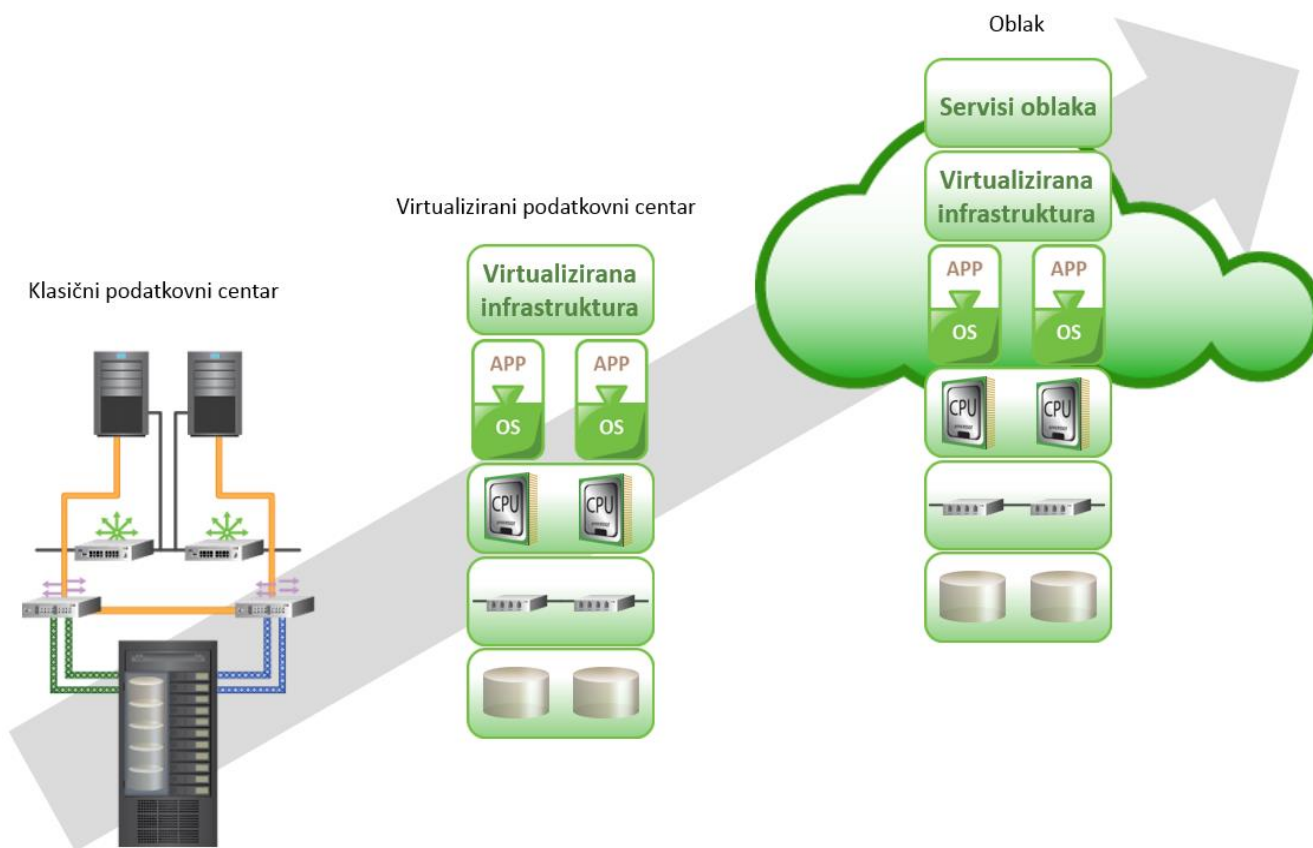 Klasični podatkovni centar
Virtualizirani podatkovni centar
Virtualizirana
infrastruktura
APP
APP
OS
OS
CPU
CPU
Oblak
Servisi oblaka
Virtualizirana
infrastruktura
APP
APP
OS
OS
CPU
CPU